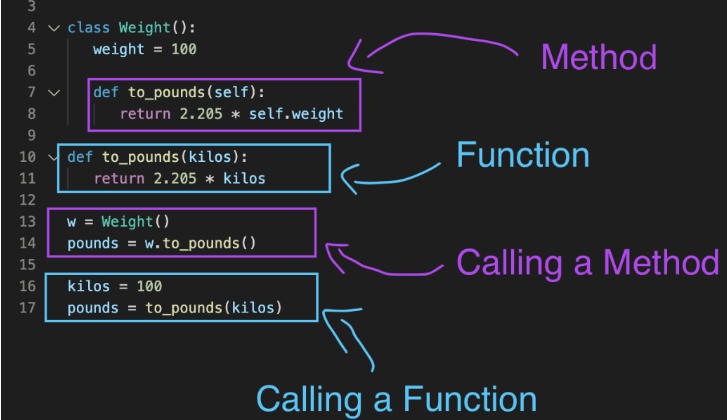 3
4 class Weight():
5 weight = 100
6
Method
7 def to_pounds(self):
8 return 2.205 * self.weight
9
10 def to_pounds(kilos):
Function
11 return 2.205 * kilos
12
13 w = Weight()
14 pounds = w.to_pounds()
15
Calling a Method
16 kilos = 100
17 pounds = to_pounds(kilos)
Calling a Function